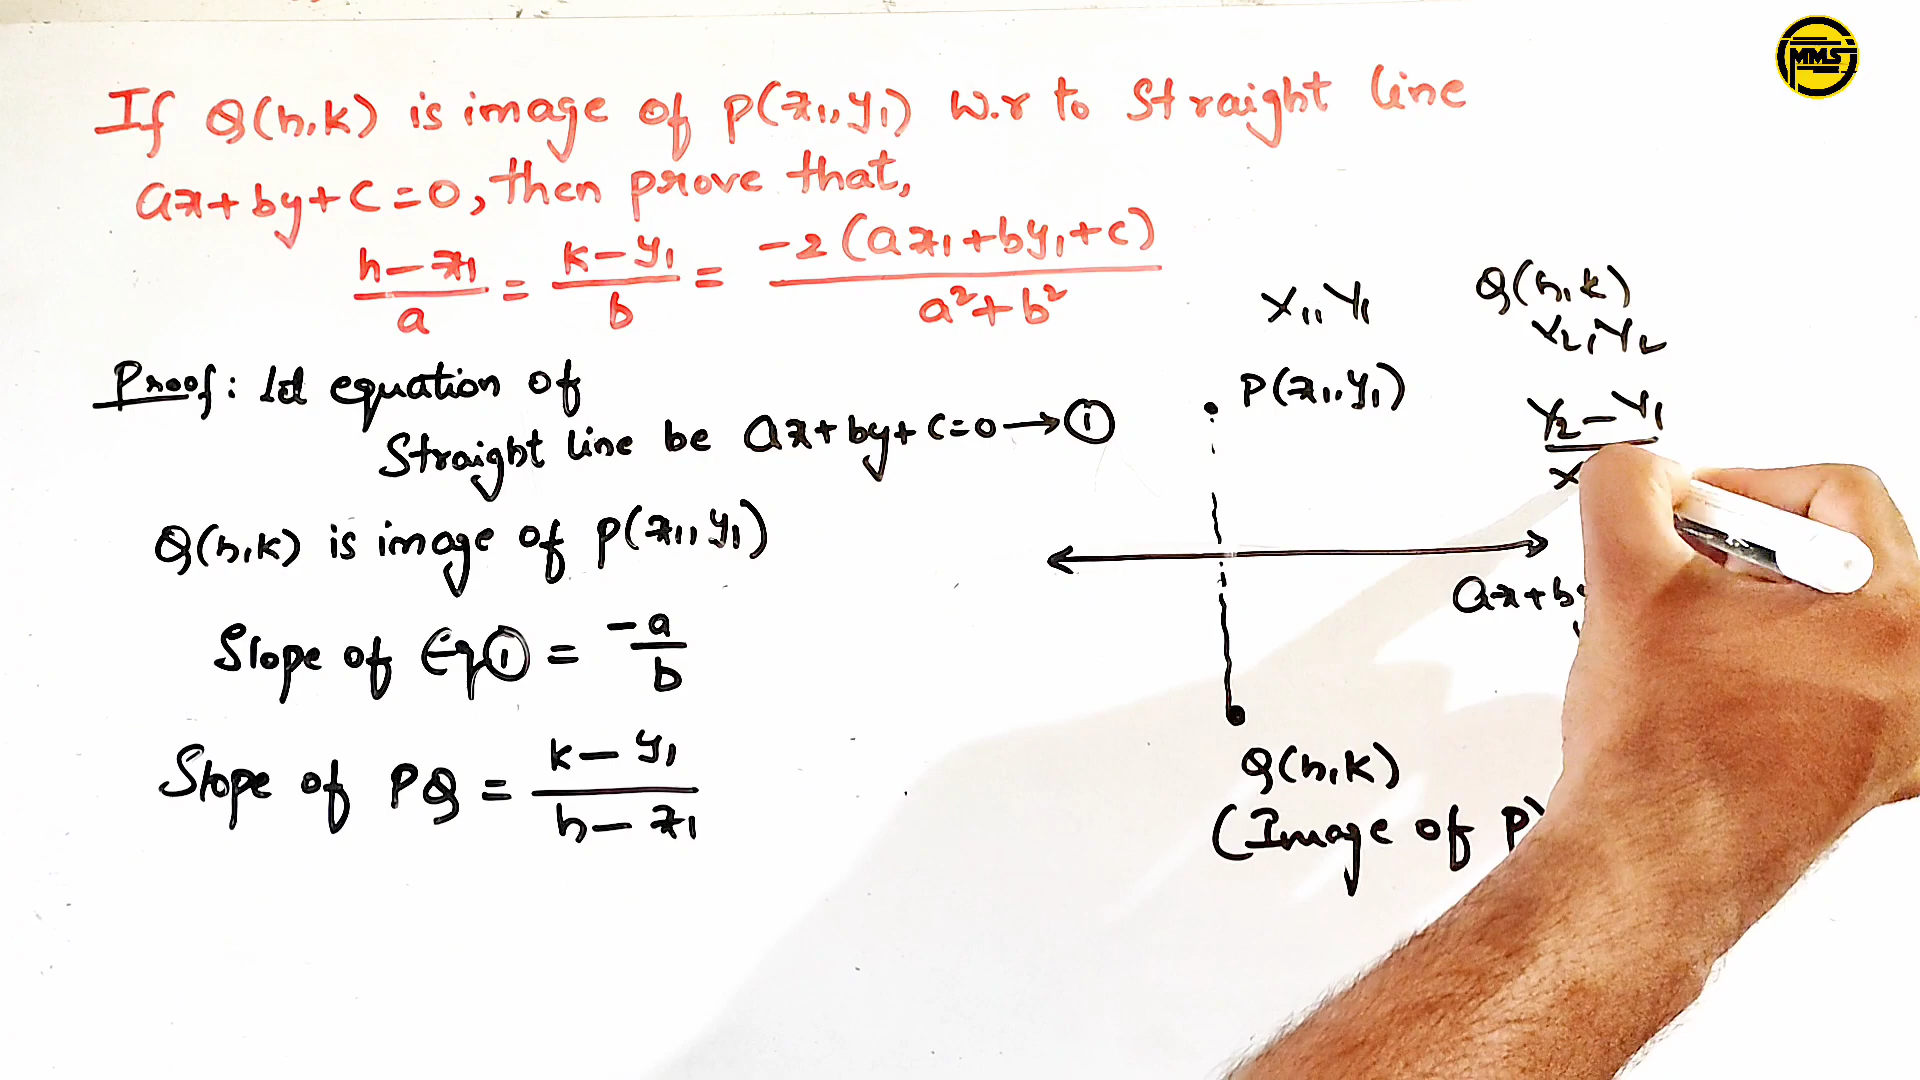 MMS
If Q(h,k) is image of P(x₁,y₁) w.r to Straight line
ax+by+c=0, then prove that,
h-x₁/a = k-y₁/b = -2(ax₁+by₁+c)/a²+b²
Proof: let equation of
Straight line be ax+by+c=0 → ①
Q(h,k) is image of P(x₁,y₁)
Slope of Eq① = -a/b
Slope of PQ = k-y₁/h-x₁
X₁,Y₁
P(x₁,y₁)
Q(h,k)
X₂,Y₂
Y₂-Y₁
X
ax+by
Q(h,k)
(Image of P)